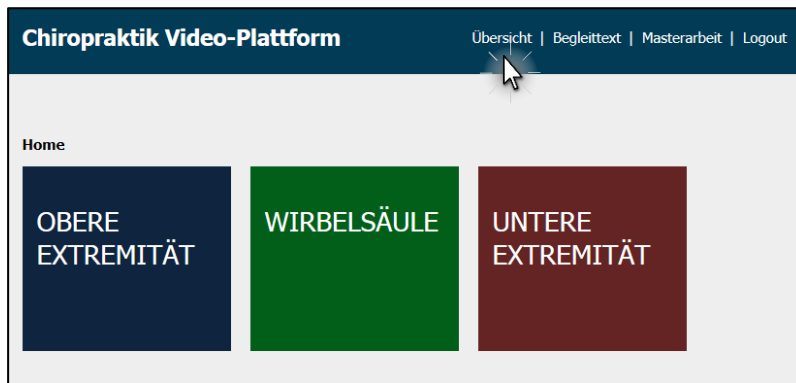 Chiropraktik Video-Plattform
Übersicht | Begleittext | Masterarbeit | Logout
Home
OBERE
EXTREMITÄT
WIRBELSÄULE
UNTERE
EXTREMITÄT